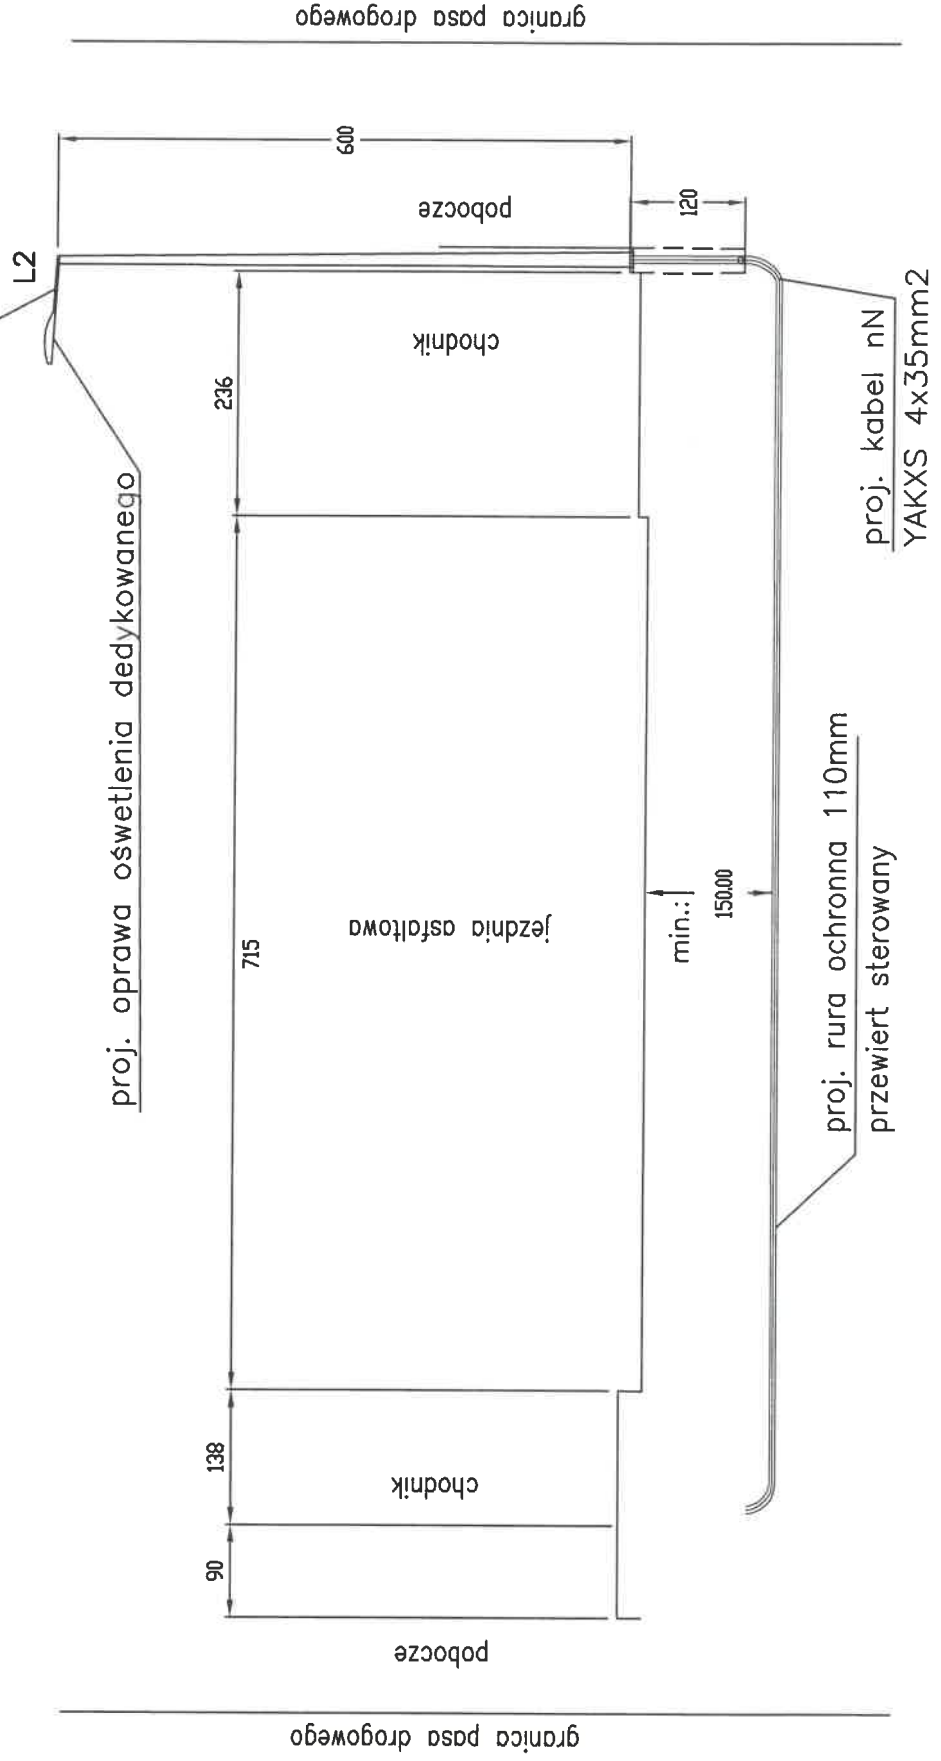 granica pasa drogowego
L2
600
pobocze
120
chodnik
236
proj. oprawa oświetlenia dedykowanego
proj. kabel nN
YAKXS 4x35mm2
715
jezdnia asfaltowa
min.:
150.00
proj. rura ochronna 110mm
przewiert sterowany
138
chodnik
90
pobocze
granica pasa drogowego